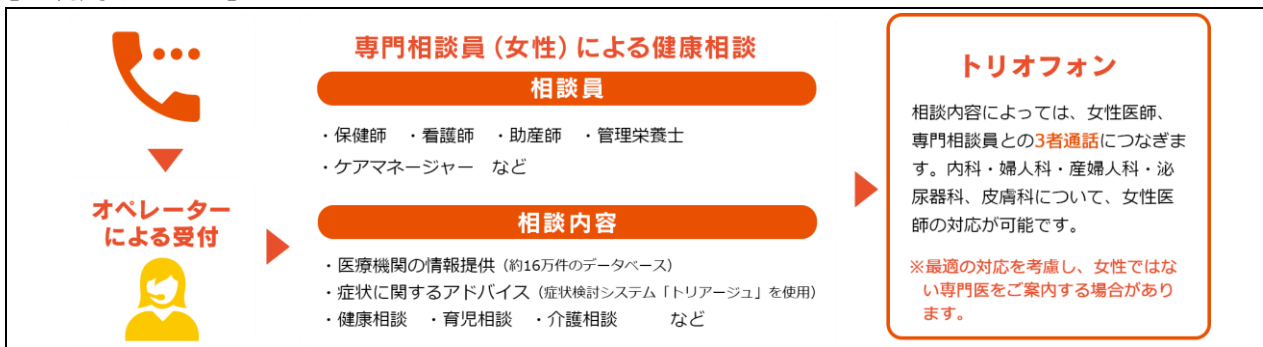 オペレーター
による受付
専門相談員（女性）による健康相談
相談員
・保健師　・看護師　・助産師　・管理栄養士
・ケアマネージャー　など
相談内容
・医療機関の情報提供（約16万件のデータベース）
・症状に関するアドバイス（症状検討システム「トリアージュ」を使用）
・健康相談　・育児相談　・介護相談　　など
トリオフォン
相談内容によっては、女性医師、
専門相談員との3者通話につなぎま
す。内科・婦人科・産婦人科・泌
尿器科、皮膚科について、女性医
師の対応が可能です。
※最適の対応を考慮し、女性ではな
い専門医をご案内する場合があり
ます。